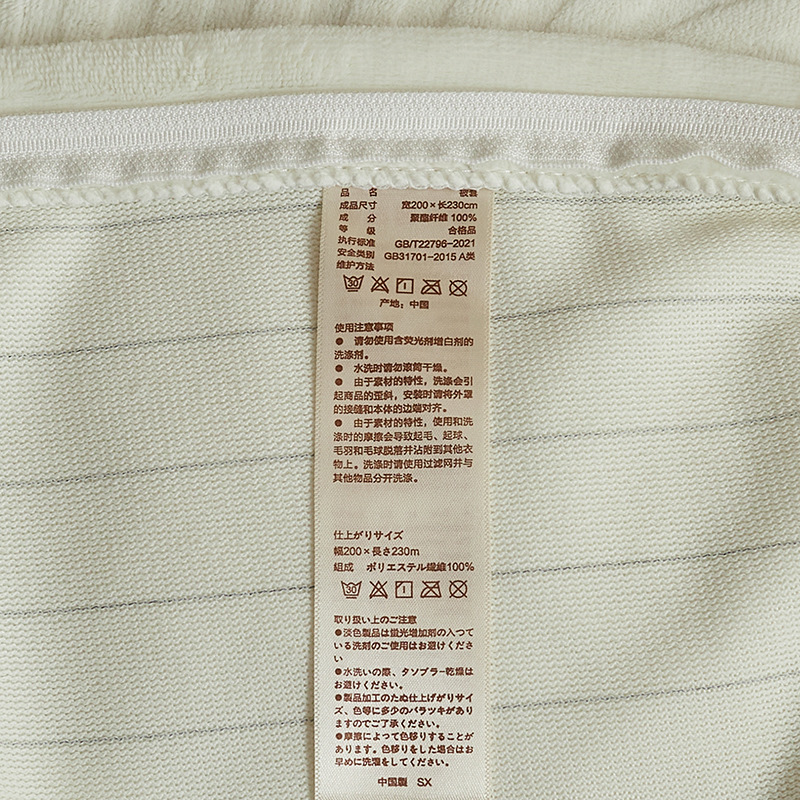 品 名 被套
成品尺寸 宽200×长230cm
成 分 聚酯纤维 100%
等 级 合格品
执行标准 GB/T22796-2021
安全类别 GB31701-2015 A类
维护方法
30
产地：中国
使用注意事项
● 请勿使用含荧光剂增白剂的
洗涤剂。
● 水洗时请勿滚筒干燥。
● 由于素材的特性，洗涤会引
起商品的歪斜，安装时请将外罩
的接缝和本体的边端对齐。
● 由于素材的特性，使用和洗
涤时的摩擦会导致起毛、起球、
毛羽和毛球脱落并沾附到其他衣
物上。洗涤时请使用过滤网并与
其他物品分开洗涤。
仕上がりサイズ
幅200×長さ230m
組成 ポリエステル繊維100%
30
取り扱い上のご注意
●淡色製品は蛍光増加剤の入つて
いる洗剤のご使用はお避けくださ
い
●水洗いの際、タソブラ-乾燥は
お避けください。
●製品加工のたぬ仕上げがりサイ
ズ、色等に多少のバラツキがあり
ますのでご了承ください。
●摩擦によつて色移りすることが
あります。色移りをした場合はお
早めに洗濯をしてください。
中国製 SX